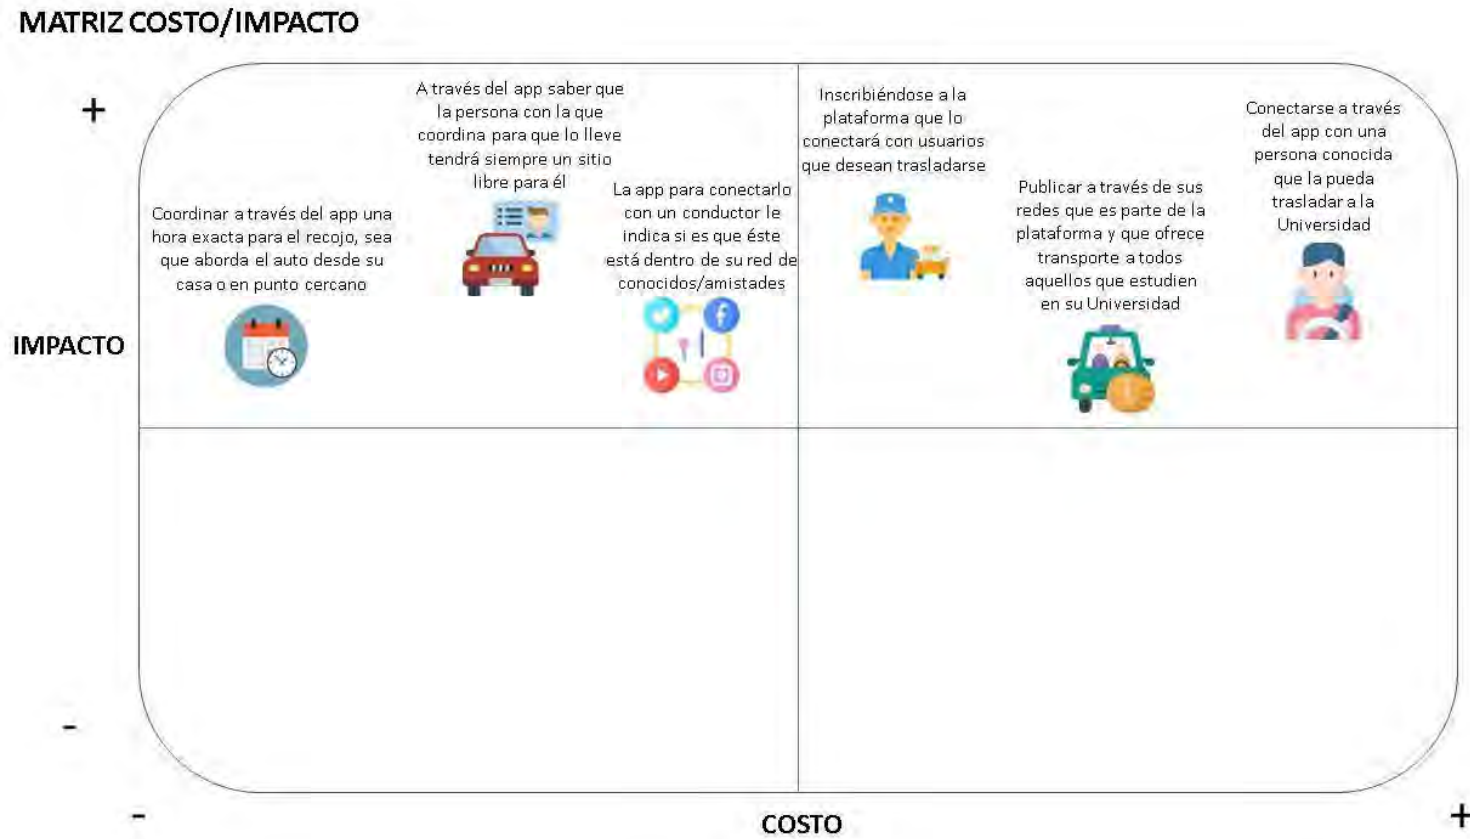 MATRIZ COSTO/IMPACTO
+
A través del app saber que
la persona con la que
coordina para que lo lleve
tendrá siempre un sitio
libre para él
Inscribiéndose a la
plataforma que lo
conectará con usuarios
que desean trasladarse
Conectarse a través
del app con una
persona conocida
que la pueda
trasladar a la
Universidad
Coordinar a través del app una
hora exacta para el recojo, sea
que aborda el auto desde su
casa o en punto cercano
La app para conectarlo
con un conductor le
indica si es que éste
está dentro de su red de
conocidos/amistades
Publicar a través de sus
redes que es parte de la
plataforma y que ofrece
transporte a todos
aquellos que estudien
en su Universidad
IMPACTO
-
-
COSTO
+